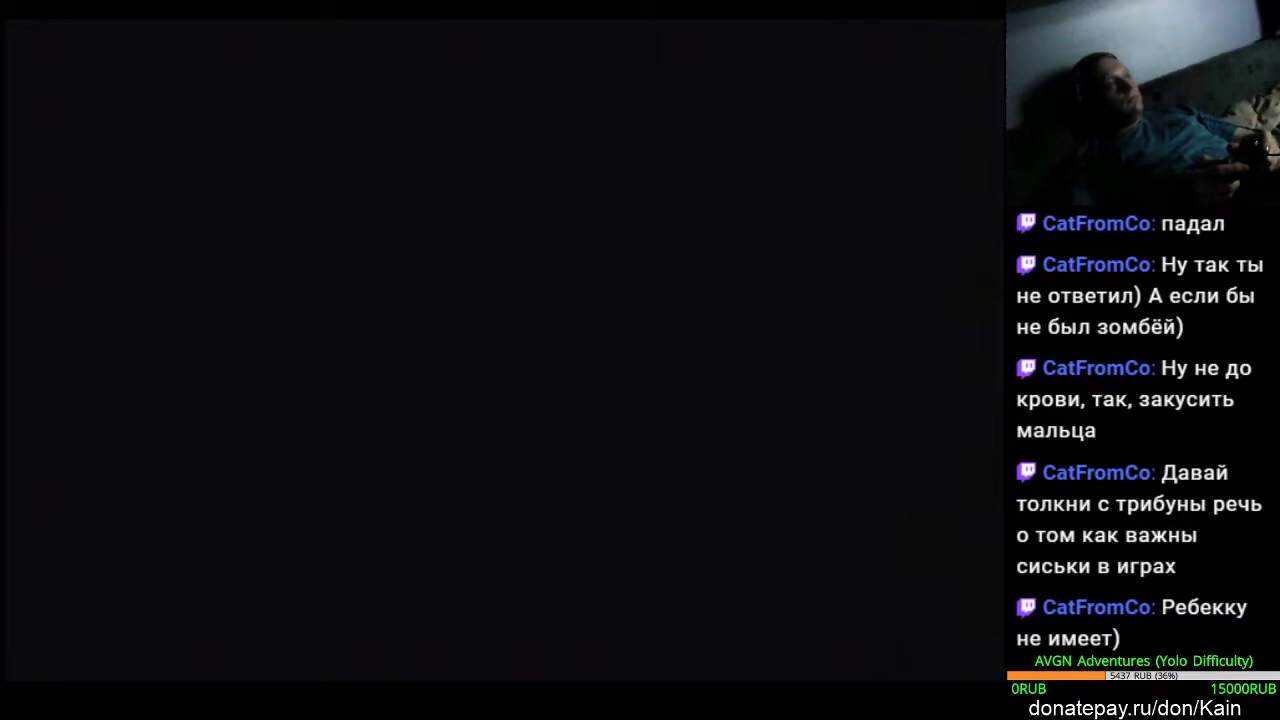 CatFromCo: падал
CatFromCo: Ну так ты
не ответил) А если бы
не был зомбёй)
CatFromCo: Ну не до
крови, так, закусить
мальца
CatFromCo: Давай
толкни с трибуны речь
о том как важны
сиськи в играх
CatFromCo: Ребекку
не имеет)
AVGN Adventures (Yolo Difficulty)
5437 RUB (36%)
0RUB 15000RUB
donatepay.ru/don/Kain